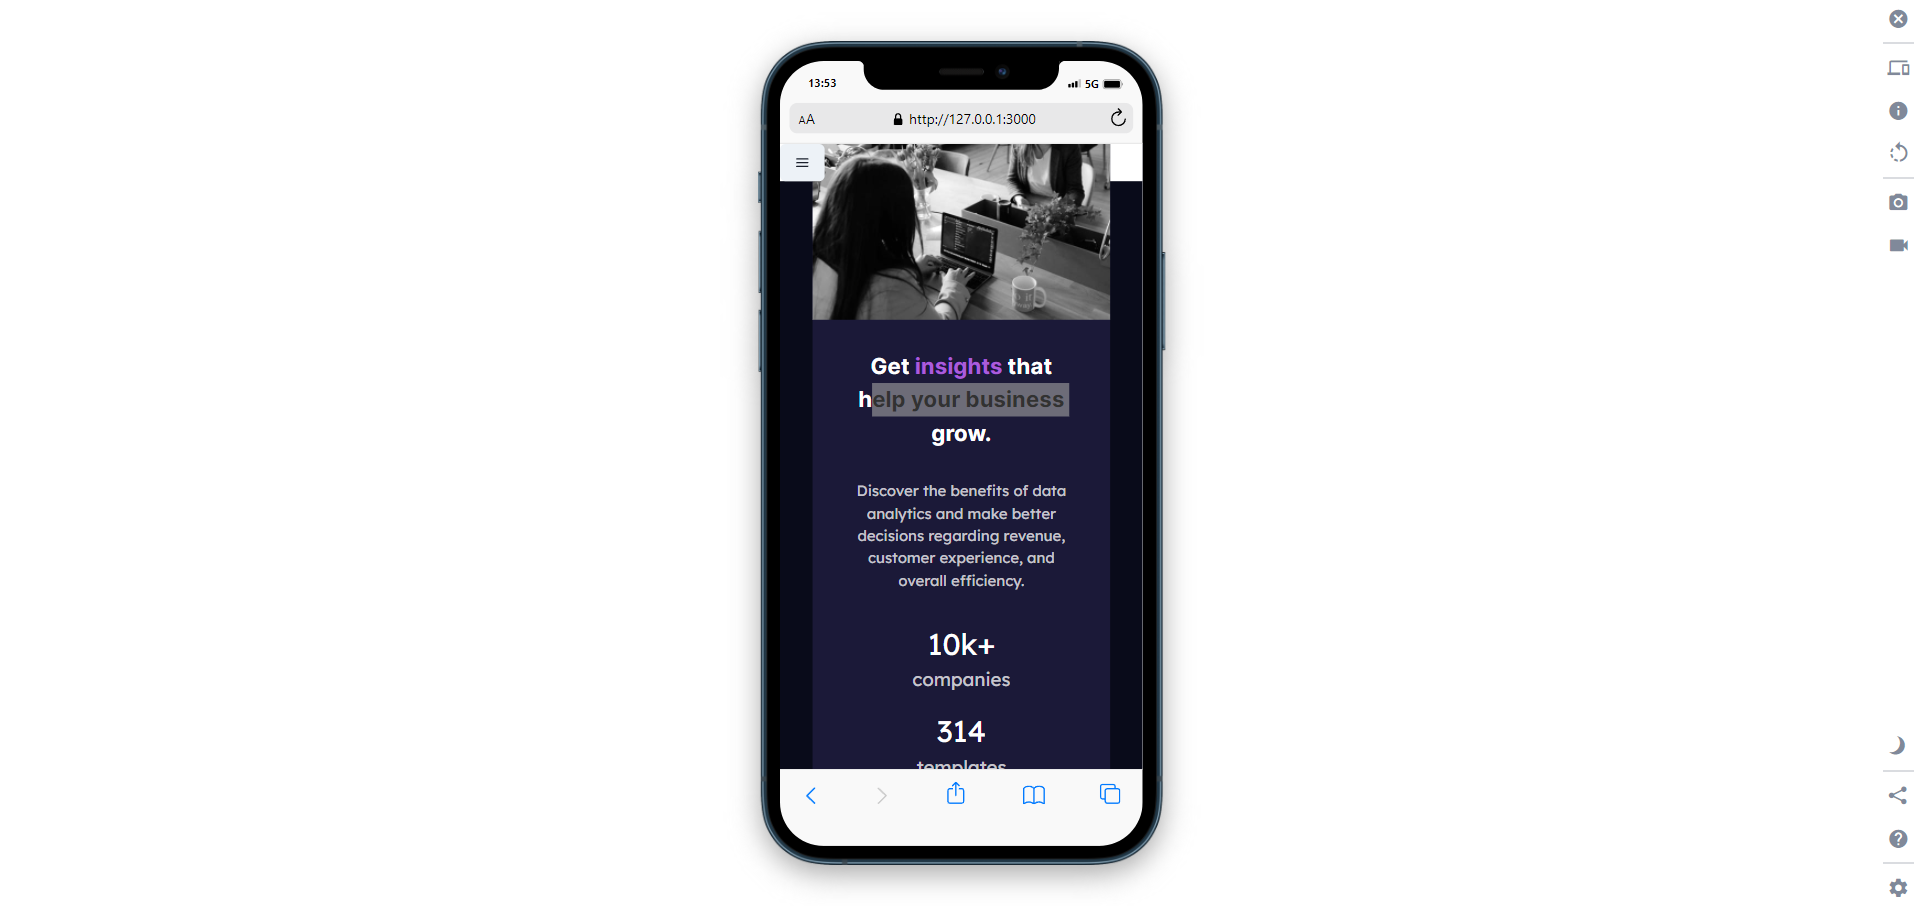 13:53
5G
AA
http://127.0.0.1:3000
Get insights that
help your business
grow.
Discover the benefits of data
analytics and make better
decisions regarding revenue,
customer experience, and
overall efficiency.
10k+
companies
314
templates